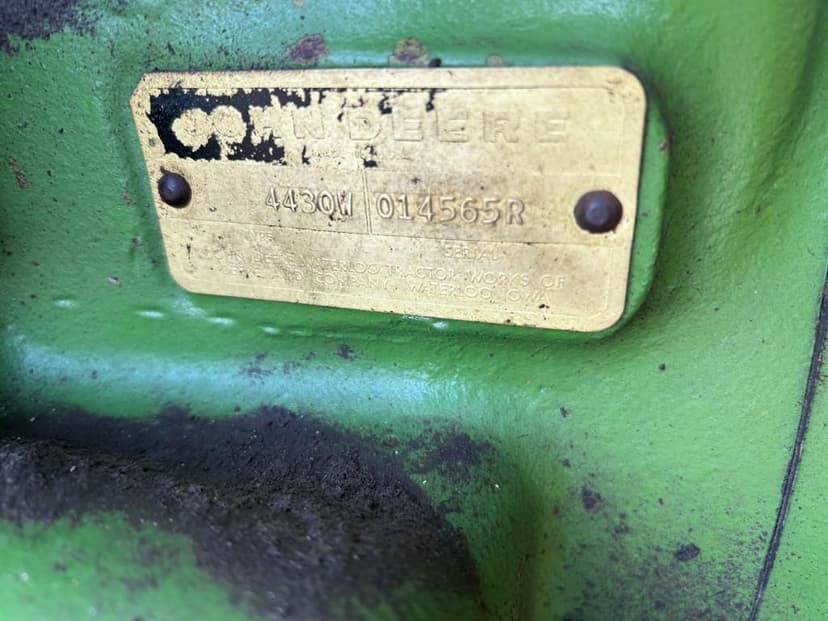 JOHN DEERE
4430W 014565R
SERIAL
JOHN DEERE WATERLOO TRACTOR WORKS OF
DEERE AND COMPANY WATERLOO IOWA